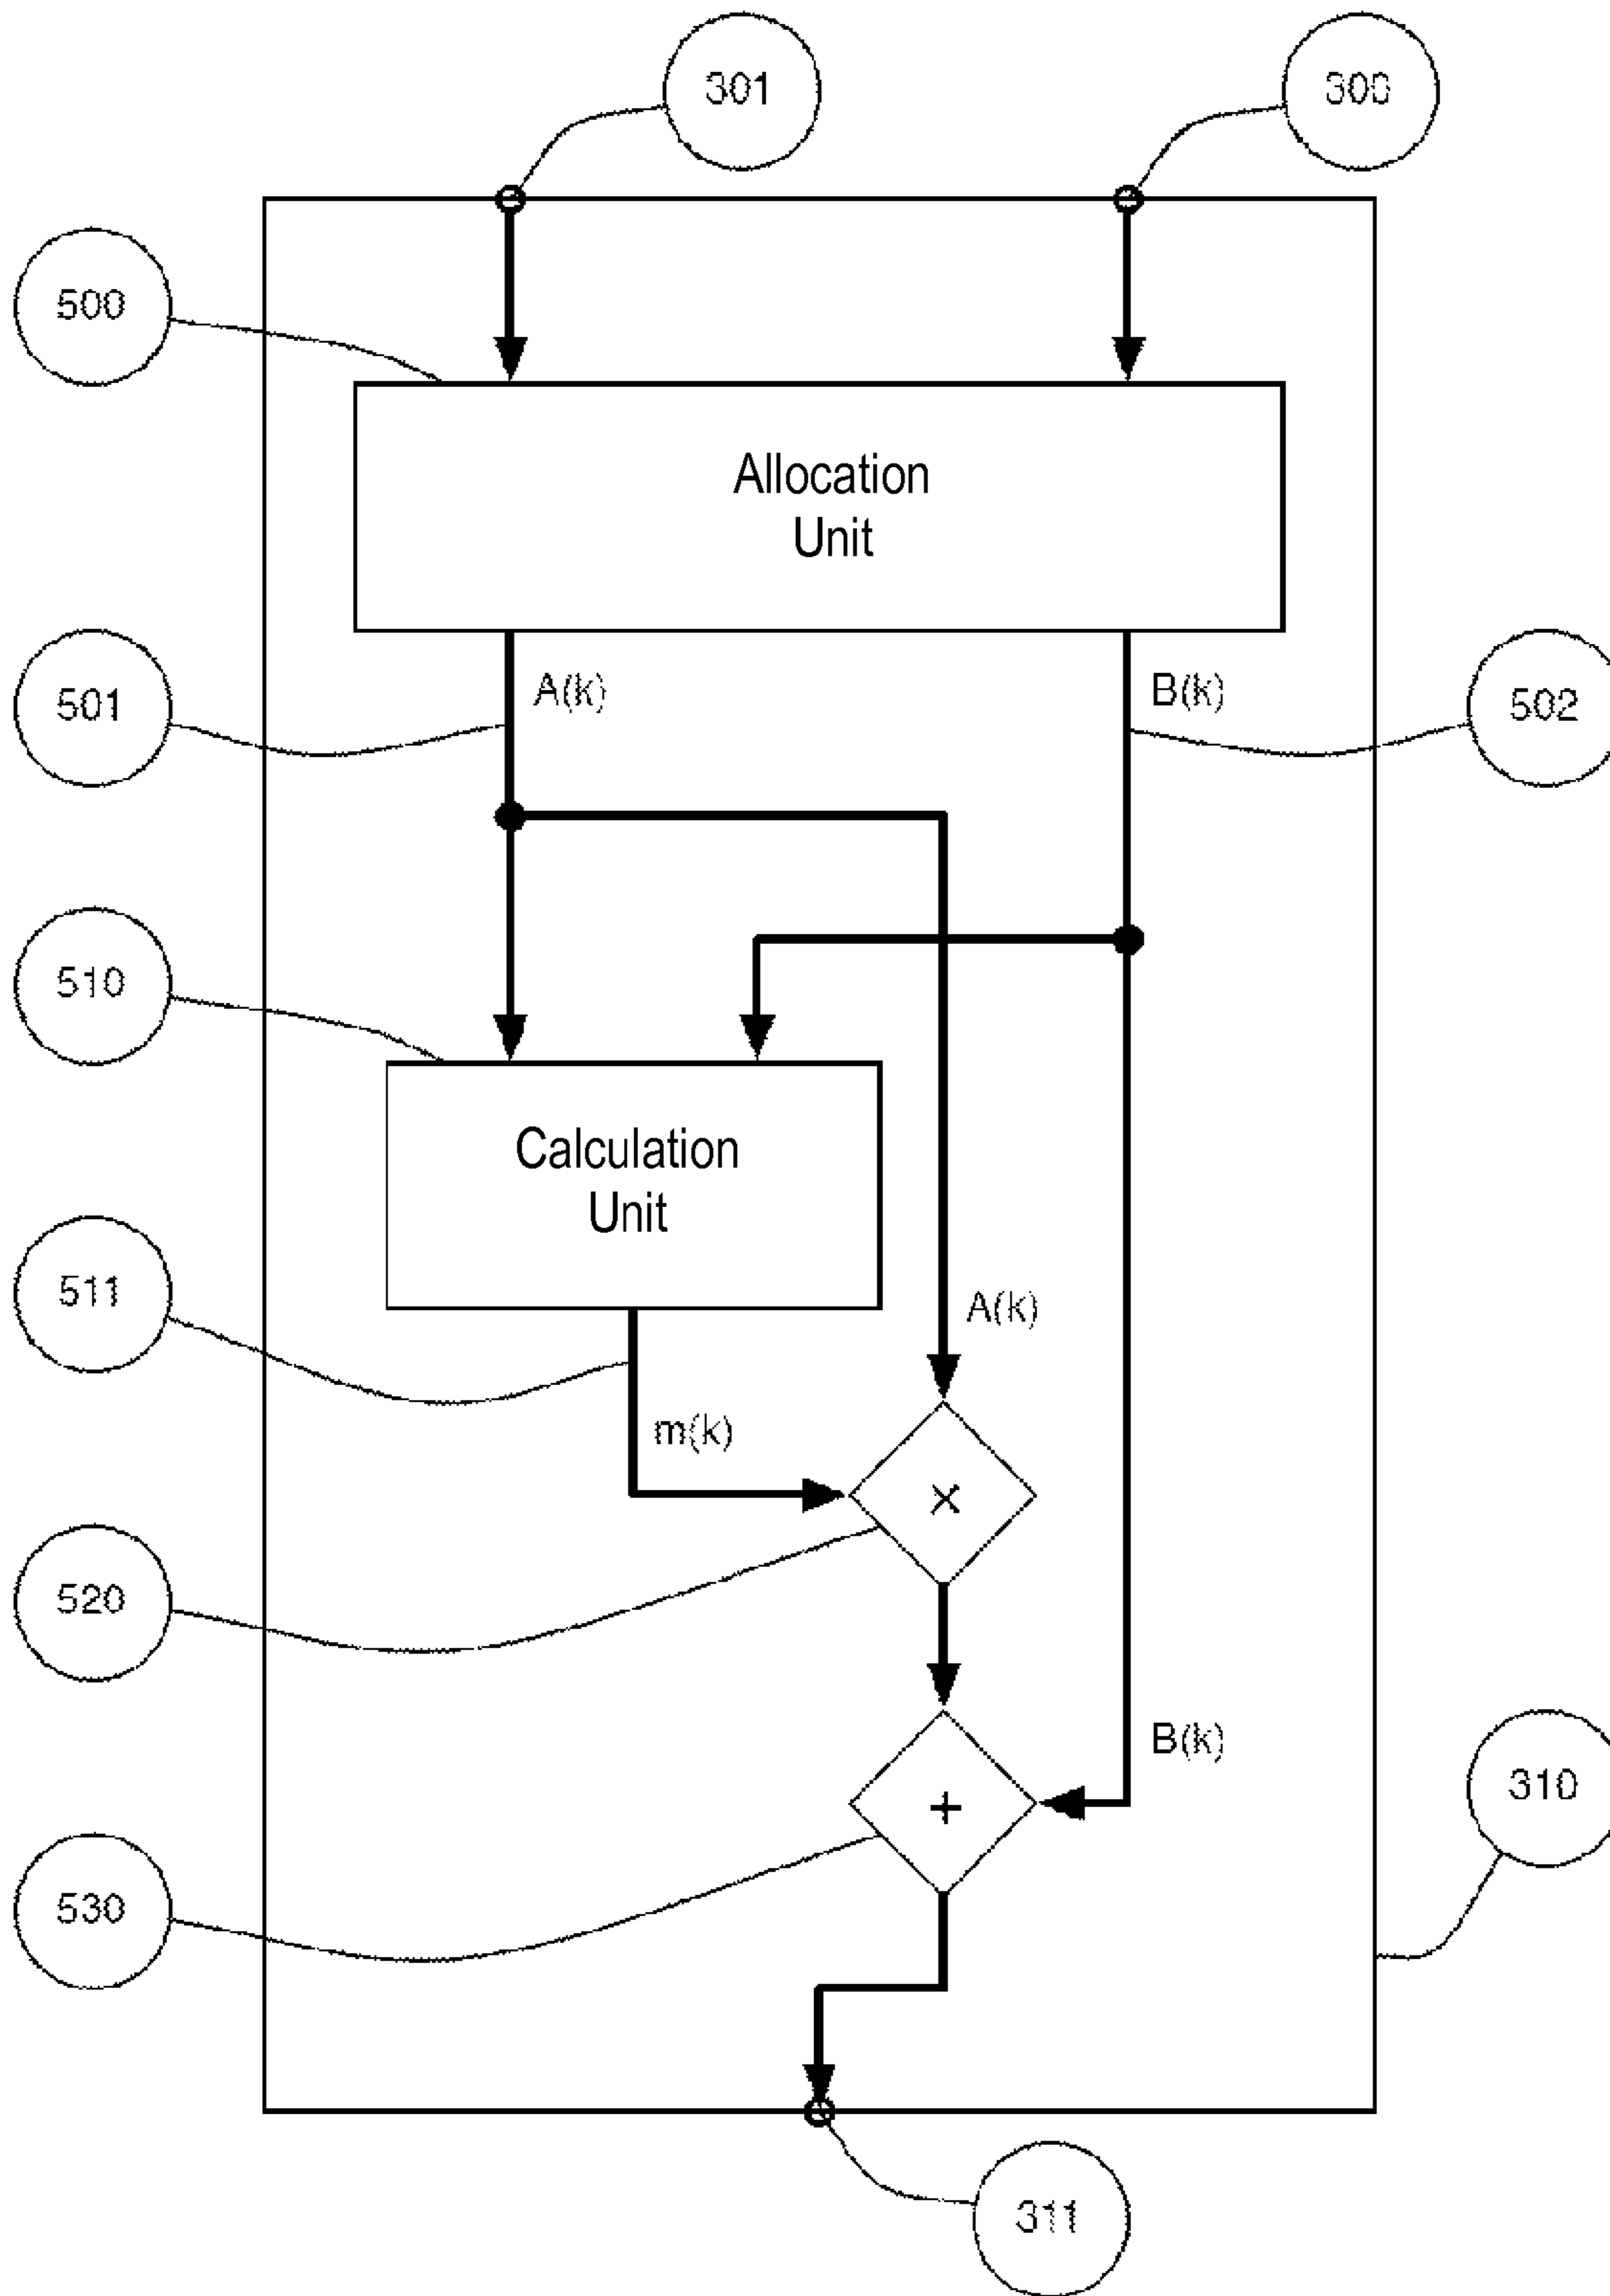 301
300
500
Allocation
Unit
501
A(k)
B(k)
502
510
Calculation
Unit
511
A(k)
m(k)
×
520
B(k)
310
+
530
311